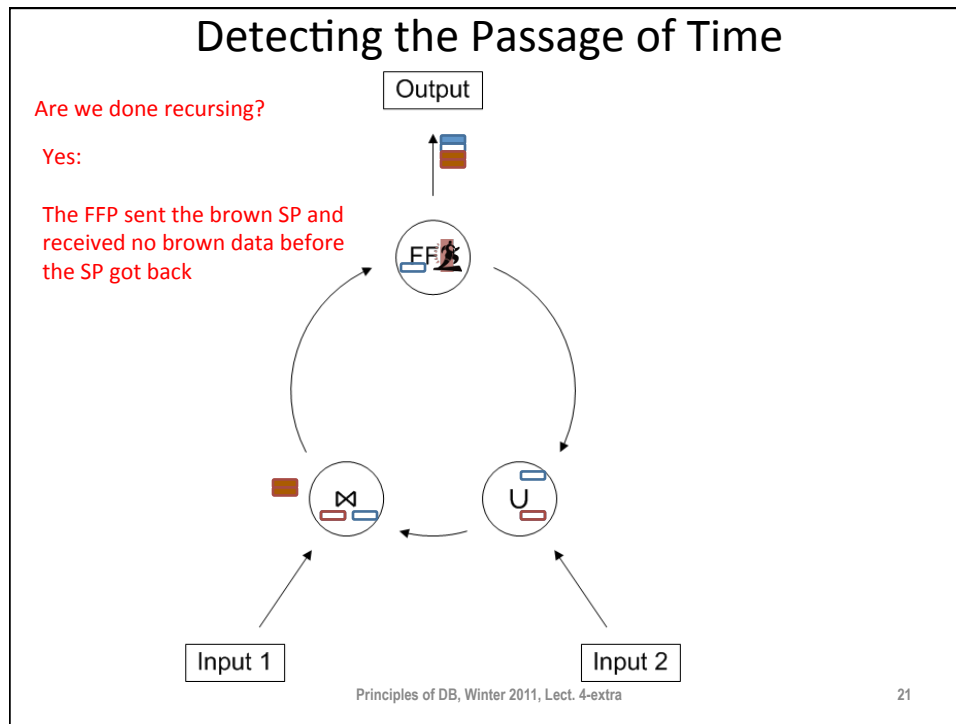 Detecting the Passage of Time
Output
Are we done recursing?
Yes:
The FFP sent the brown SP and
received no brown data before
the SP got back
⋈
∪
Input 1
Input 2
Principles of DB, Winter 2011, Lect. 4-extra
21